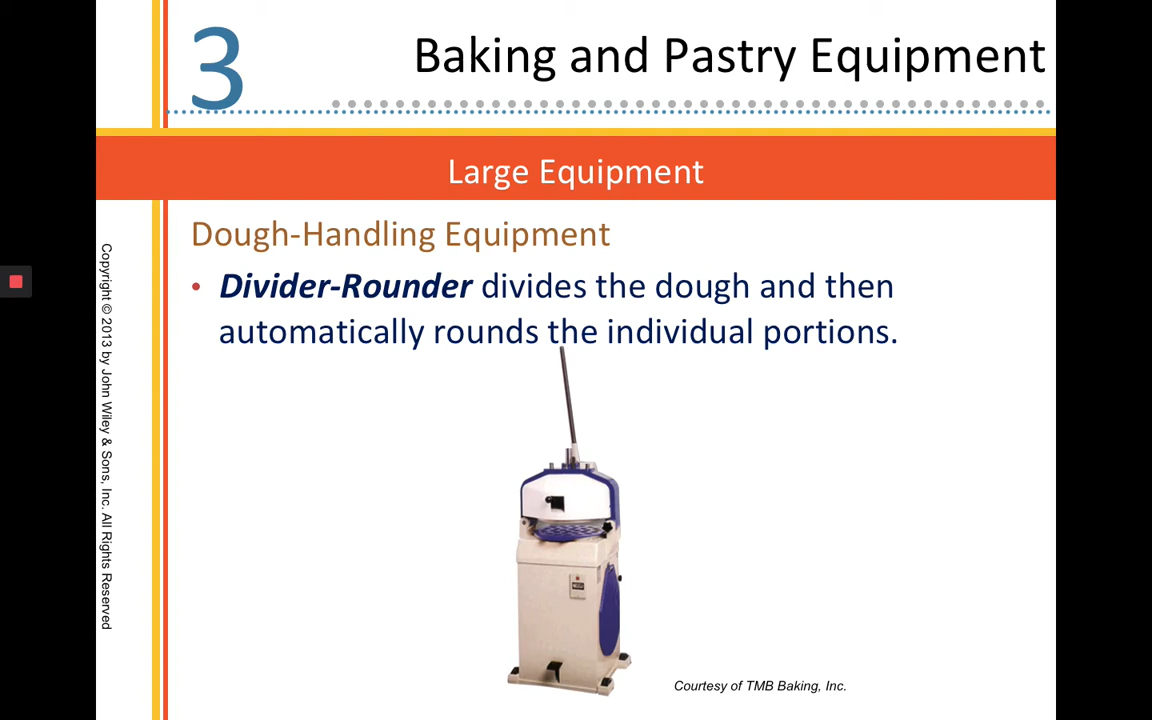 3
Baking and Pastry Equipment
Large Equipment
Dough-Handling Equipment
• Divider-Rounder divides the dough and then
automatically rounds the individual portions.
Courtesy of TMB Baking, Inc.
Copyright © 2013 by John Wiley & Sons, Inc. All Rights Reserved